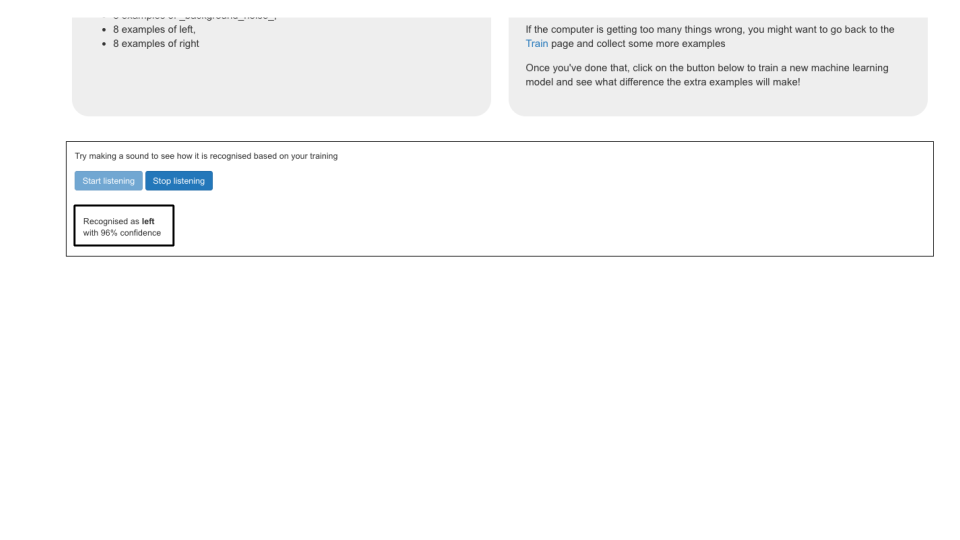 8 examples of left,
8 examples of right
If the computer is getting too many things wrong, you might want to go back to the
Train page and collect some more examples
Once you've done that, click on the button below to train a new machine learning
model and see what difference the extra examples will make!
Try making a sound to see how it is recognised based on your training
Start listening Stop listening
Recognised as left
with 96% confidence